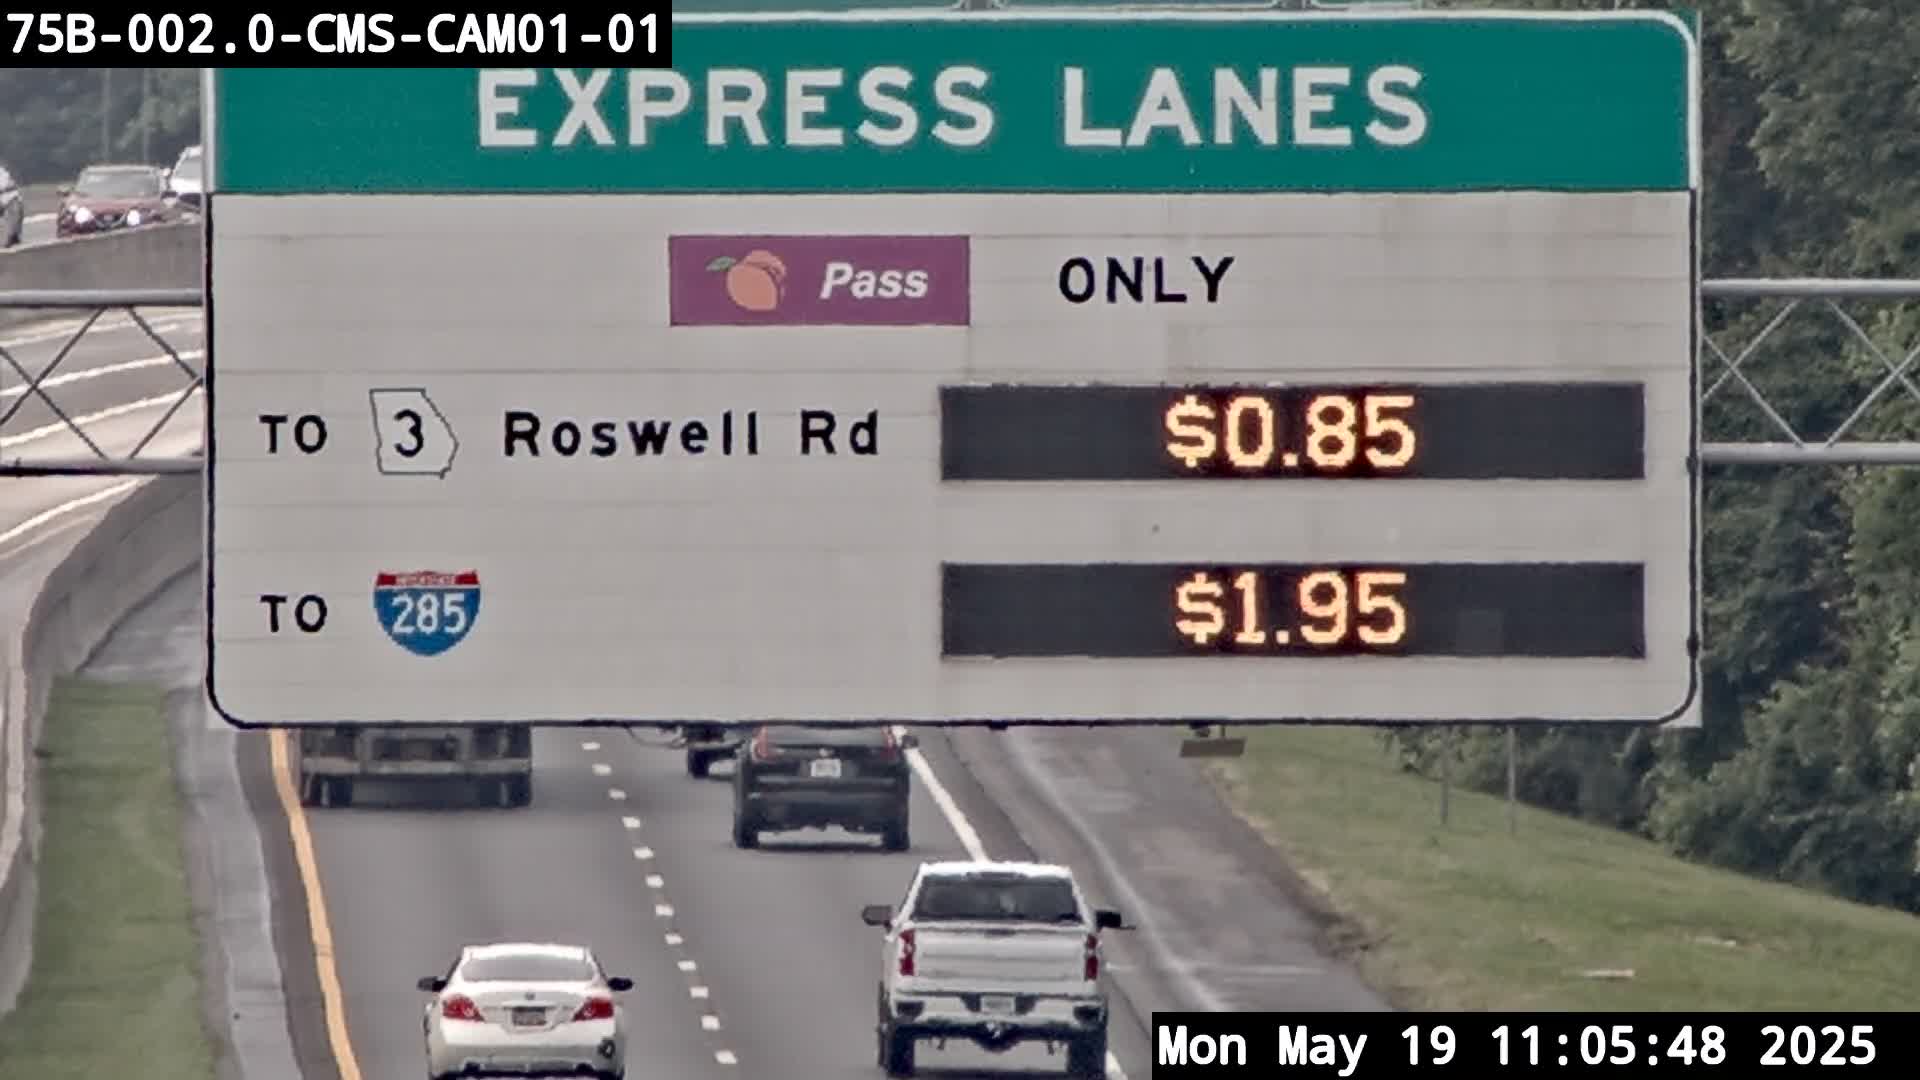 75B-002.0-CMS-CAM01-01
EXPRESS LANES
Pass ONLY
TO 3 Roswell Rd $0.85
TO INTERSTATE 285 $1.95
Mon May 19 11:05:48 2025